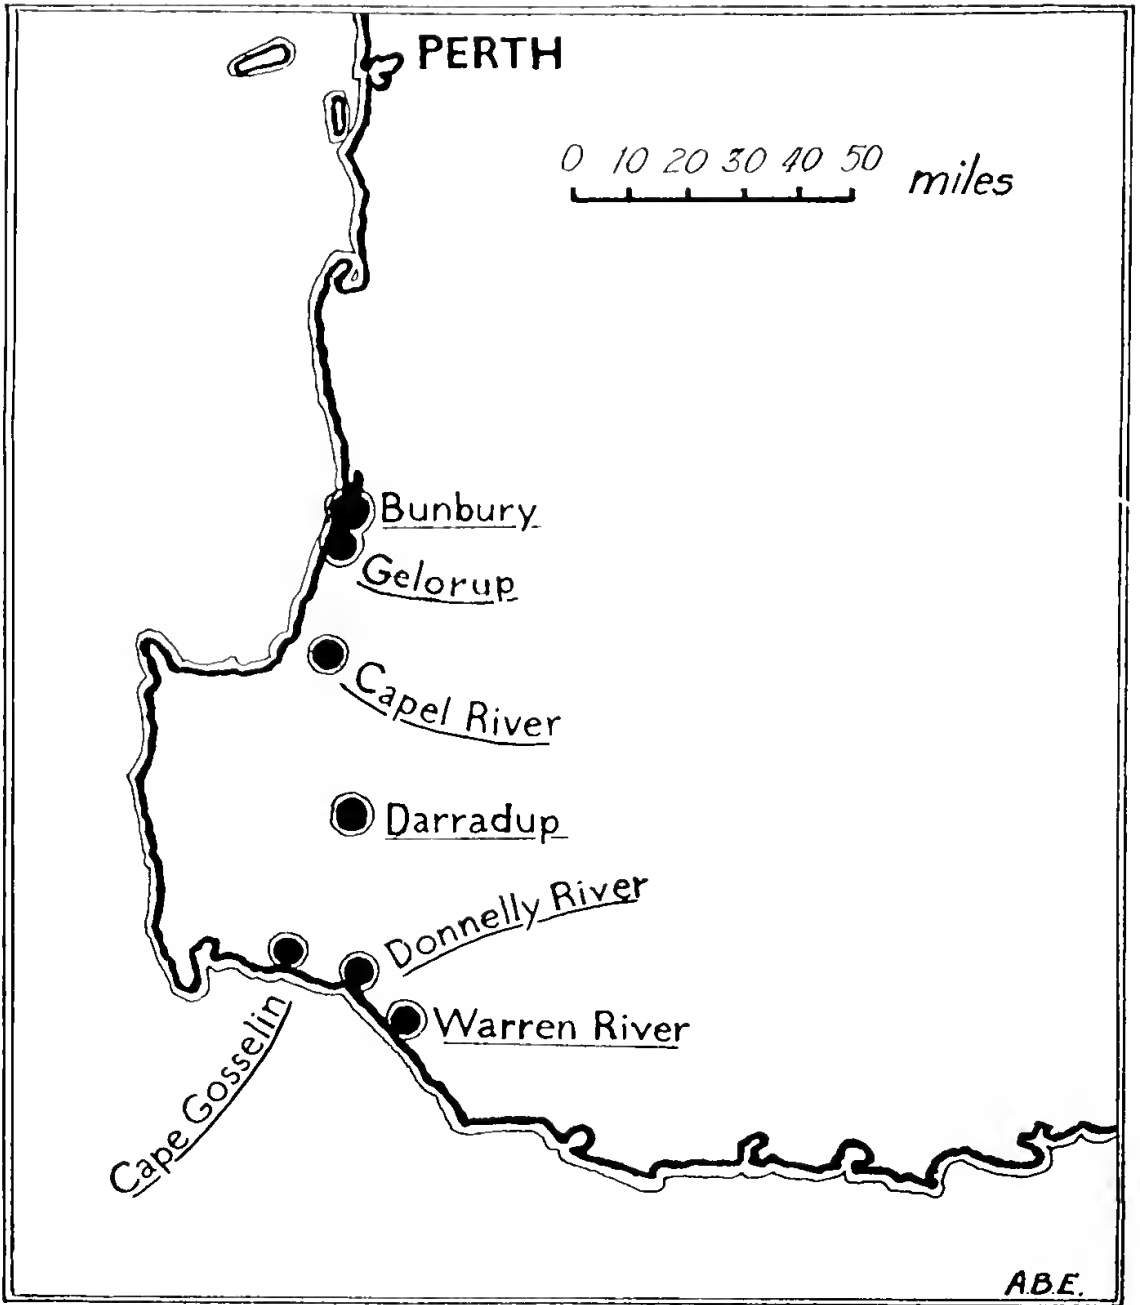 PERTH
0 10 20 30 40 50 miles
Bunbury
Gelorup
Capel River
Darradup
Donnelly River
Warren River
Cape Gosselin
A.B.E.